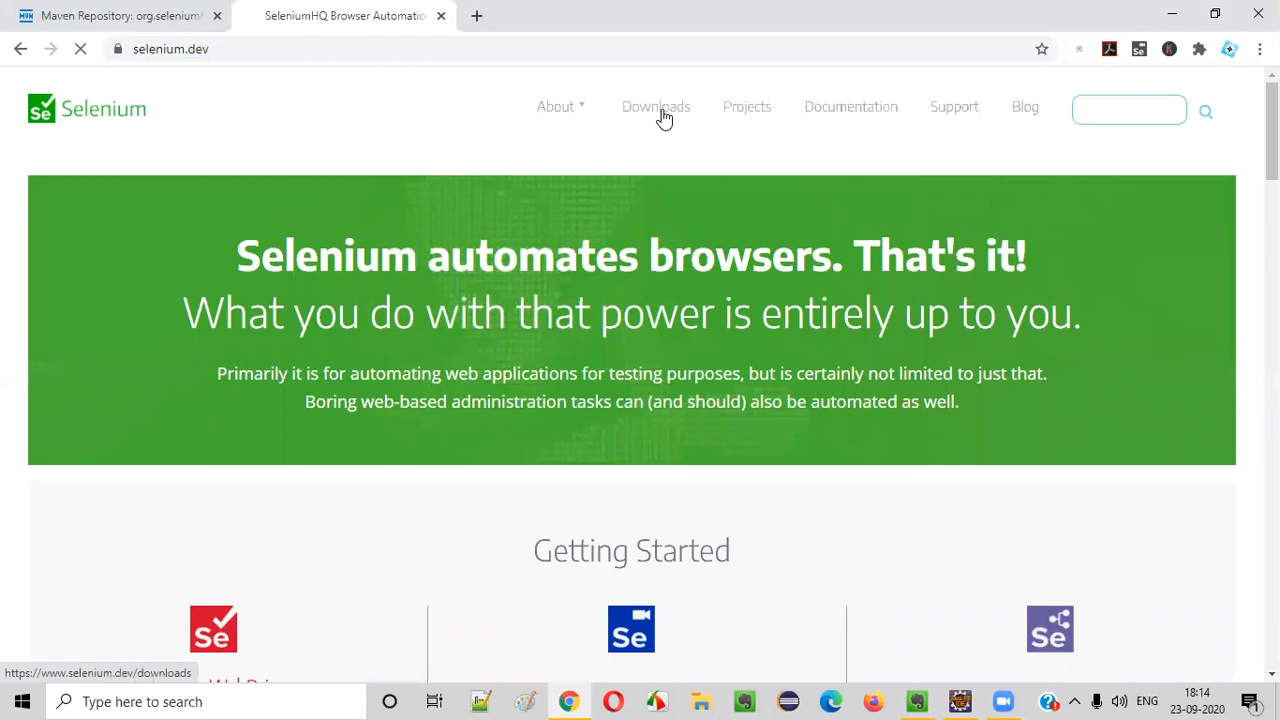 Maven Repository: org.selenium
SeleniumHQ Browser Automatio
selenium.dev
Selenium
About
Downloads
Projects
Documentation
Support
Blog
Selenium automates browsers. That's it!
What you do with that power is entirely up to you.
Primarily it is for automating web applications for testing purposes, but is certainly not limited to just that.
Boring web-based administration tasks can (and should) also be automated as well.
Getting Started
Se
Se
Se
https://www.selenium.dev/downloads
Type here to search
ENG
18:14
23-09-2020